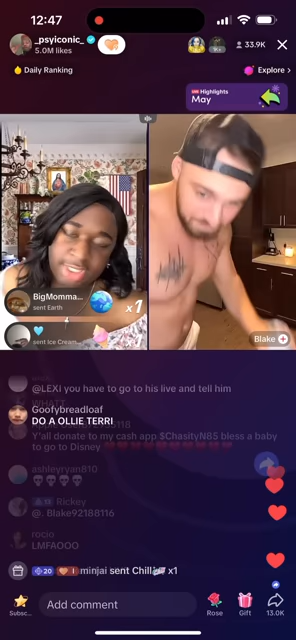 12:47
_psyiconic_
5.0M likes
33.9K
Daily Ranking
Explore >
LIVE Highlights
May
BigMomma...
sent Earth
x1
sent Ice Cream...
Blake
@LEXI you have to go to his live and tell him
WHATT
Goofybreadloaf
DO A OLLIE TERRI
Y'all donate to my cash app $ChasityN85 bless a baby
to go to Disney
ashleyryan810
Rickey
@. Blake92188116
rocio
LMFAOOO
20
minjai sent Chill x1
Subsc...
Add comment
Rose
Gift
13.0K